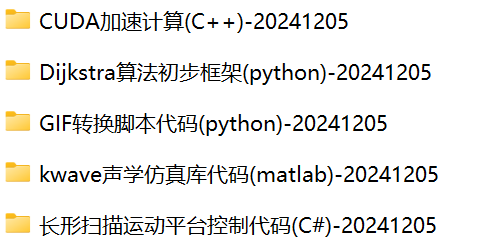 CUDA加速计算(C++)-20241205
Dijkstra算法初步框架(python)-20241205
GIF转换脚本代码(python)-20241205
kwave声学仿真库代码(matlab)-20241205
长形扫描运动平台控制代码(C#)-20241205